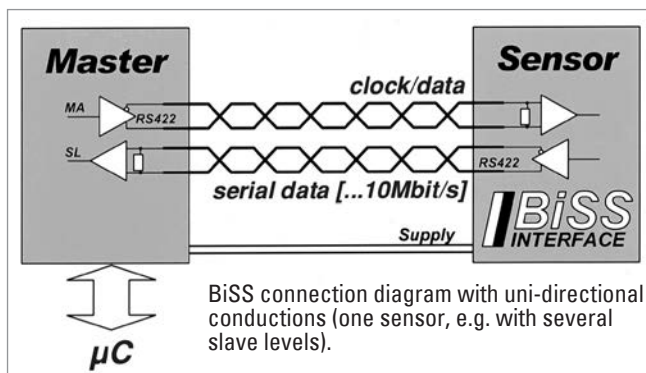 Master
Sensor
clock/data
MA
RS422
SL
RS422
serial data [...10Mbit/s]
BiSS
INTERFACE
Supply
BiSS connection diagram with uni-directional
conductions (one sensor, e.g. with several
slave levels).
µC